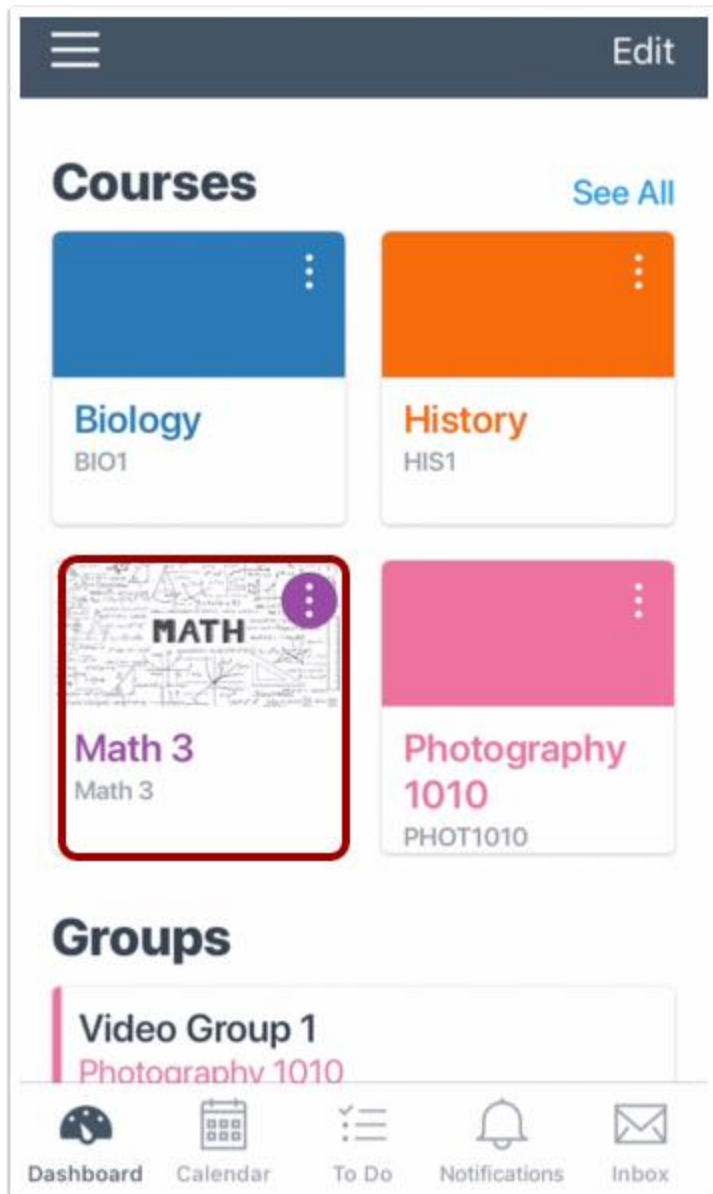 Edit
Courses
See All
Biology
BIO1
History
HIS1
MATH
Math 3
Math 3
Photography
1010
PHOT1010
Groups
Video Group 1
Photography 1010
Dashboard
Calendar
To Do
Notifications
Inbox